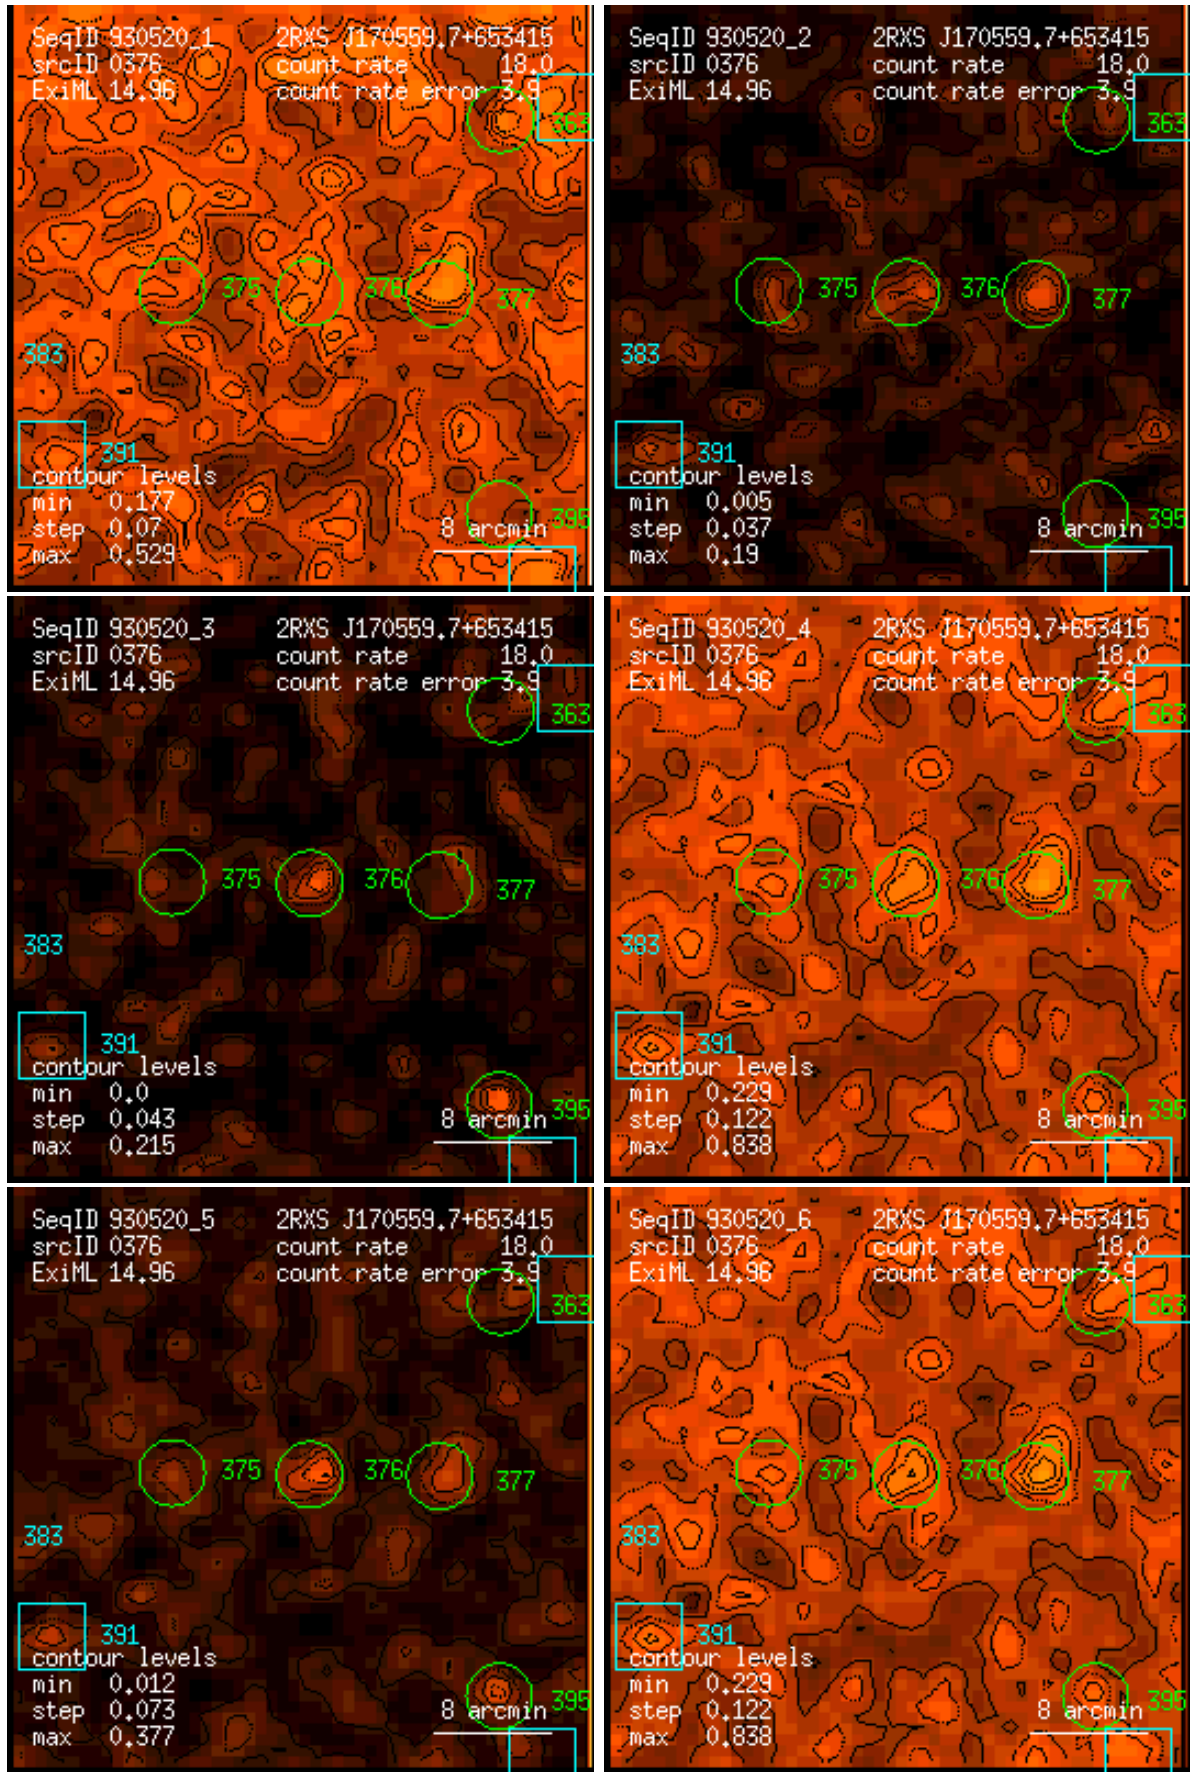 SeqID 930520_1 2RXS J170559.7+653415
srcID 0376 count rate 18.0
ExiML 14.96 count rate error 3.9
363
375 376 377
383
391
contour levels
min 0.177
step 0.07 8 arcmin 395
max 0.529
SeqID 930520_2 2RXS J170559.7+653415
srcID 0376 count rate 18.0
ExiML 14.96 count rate error 3.9
363
375 376 377
383
391
contour levels
min 0.005
step 0.037 8 arcmin 395
max 0.19
SeqID 930520_3 2RXS J170559.7+653415
srcID 0376 count rate 18.0
ExiML 14.96 count rate error 3.9
363
375 376 377
383
391
contour levels
min 0.0
step 0.043 8 arcmin 395
max 0.215
SeqID 930520_4 2RXS J170559.7+653415
srcID 0376 count rate 18.0
ExiML 14.96 count rate error 3.9
363
375 376 377
383
391
contour levels
min 0.229
step 0.122 8 arcmin 395
max 0.838
SeqID 930520_5 2RXS J170559.7+653415
srcID 0376 count rate 18.0
ExiML 14.96 count rate error 3.9
363
375 376 377
383
391
contour levels
min 0.012
step 0.073 8 arcmin 395
max 0.377
SeqID 930520_6 2RXS J170559.7+653415
srcID 0376 count rate 18.0
ExiML 14.96 count rate error 3.9
363
375 376 377
383
391
contour levels
min 0.229
step 0.122 8 arcmin 395
max 0.838